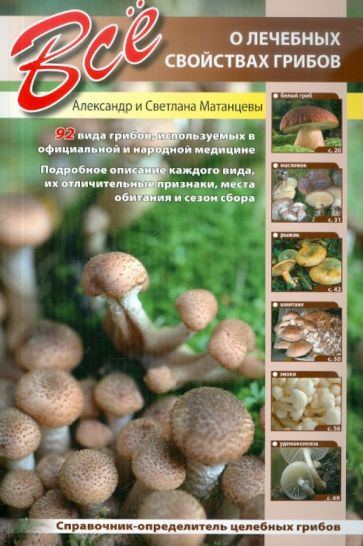 Всё
О ЛЕЧЕБНЫХ
СВОЙСТВАХ ГРИБОВ
Александр и Светлана Матанцевы
92 вида грибов, используемых в
официальной и народной медицине
Подробное описание каждого вида,
их отличительные признаки, места
обитания и сезон сбора
белый гриб
с. 20
масленок
с. 31
рыжик
с. 42
шиитаке
с. 50
эноки
с. 56
удемансиелла
с. 69
Справочник-определитель целебных грибов